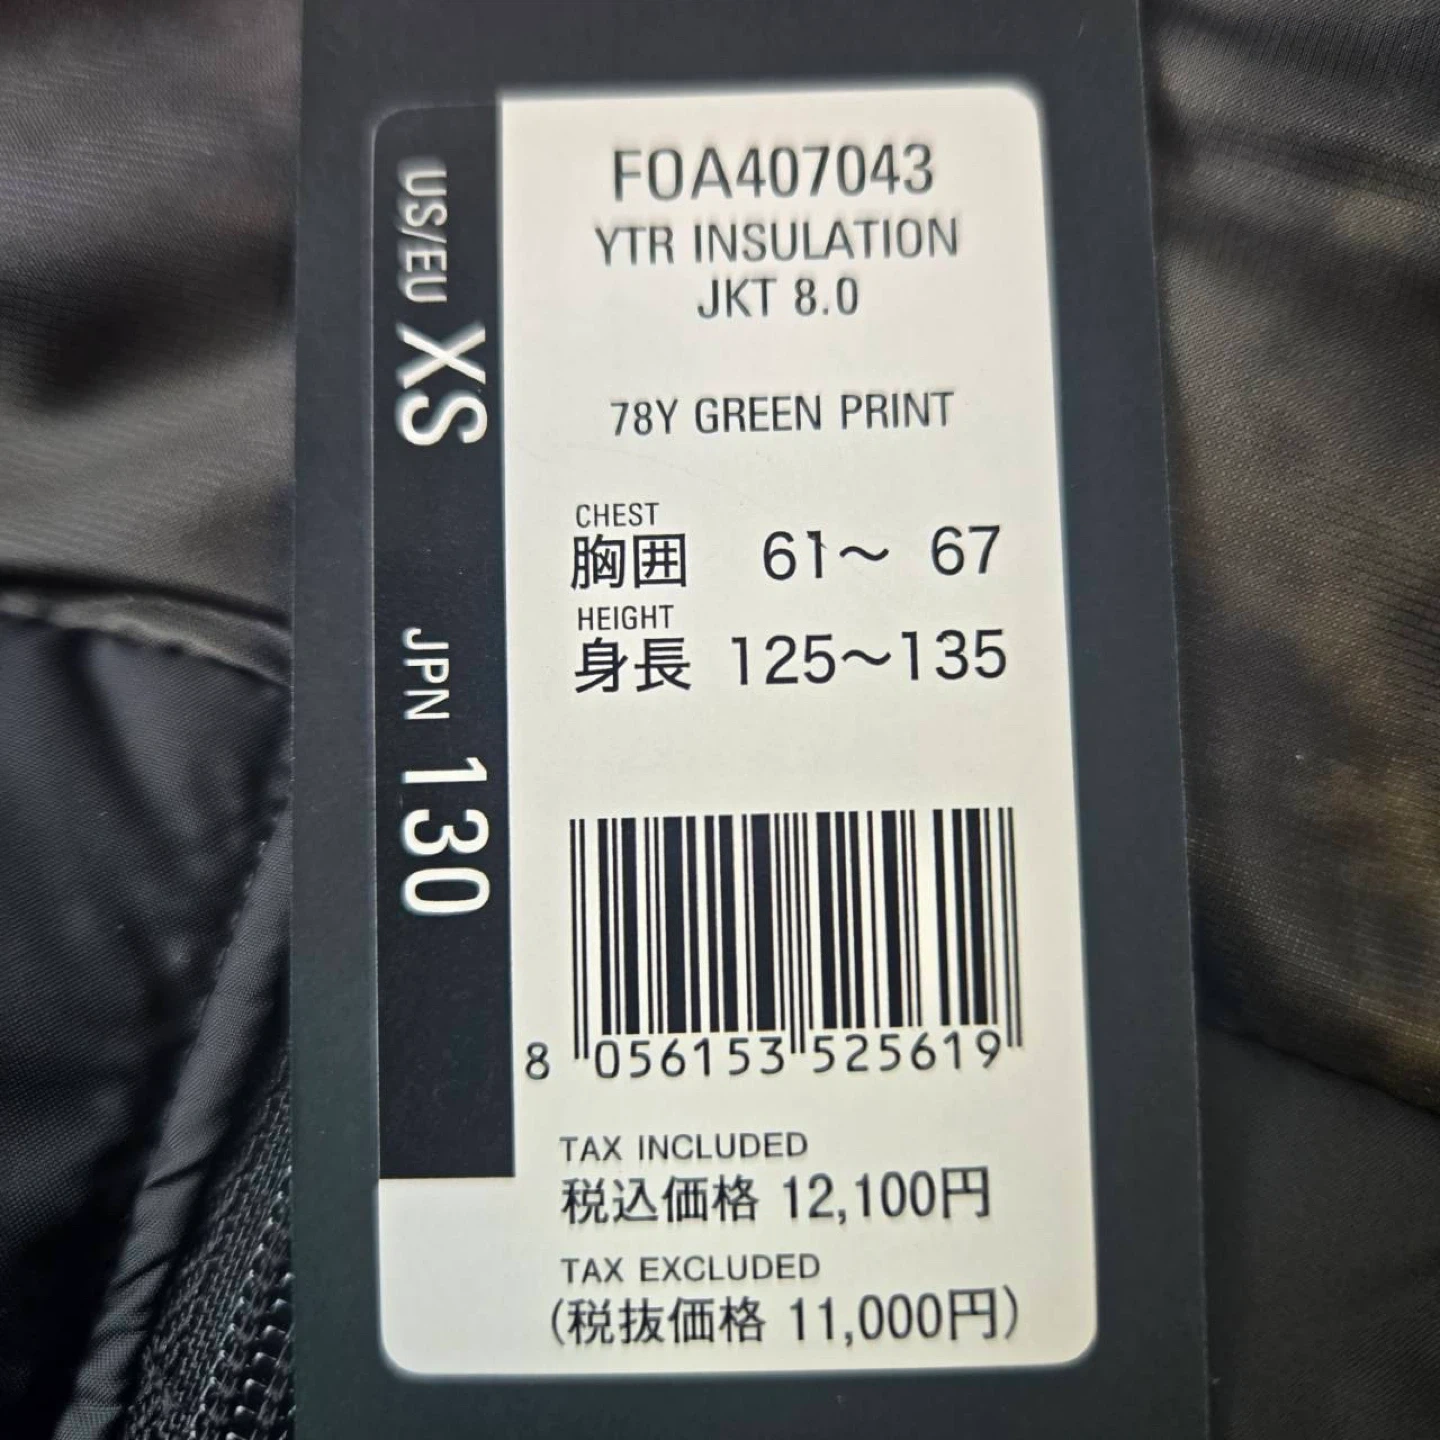 US/EU XS JPN 130
FOA407043
YTR INSULATION
JKT 8.0
78Y GREEN PRINT
CHEST
胸囲 61～ 67
HEIGHT
身長 125～135
8 056153 525619
TAX INCLUDED
税込価格 12,100円
TAX EXCLUDED
(税抜価格 11,000円)